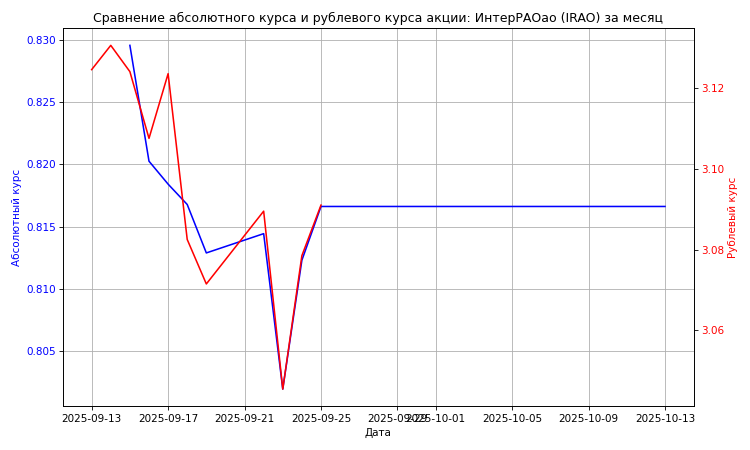 Сравнение абсолютного курса и рублевого курса акции: ИнтерРАОао (IRAO) за месяц
0.830
0.825
0.820
0.815
0.810
0.805
Абсолютный курс
3.12
3.10
3.08
3.06
Рублевый курс
2025-09-13 2025-09-17 2025-09-21 2025-09-25 2025-09-29 2025-10-01 2025-10-05 2025-10-09 2025-10-13
Дата